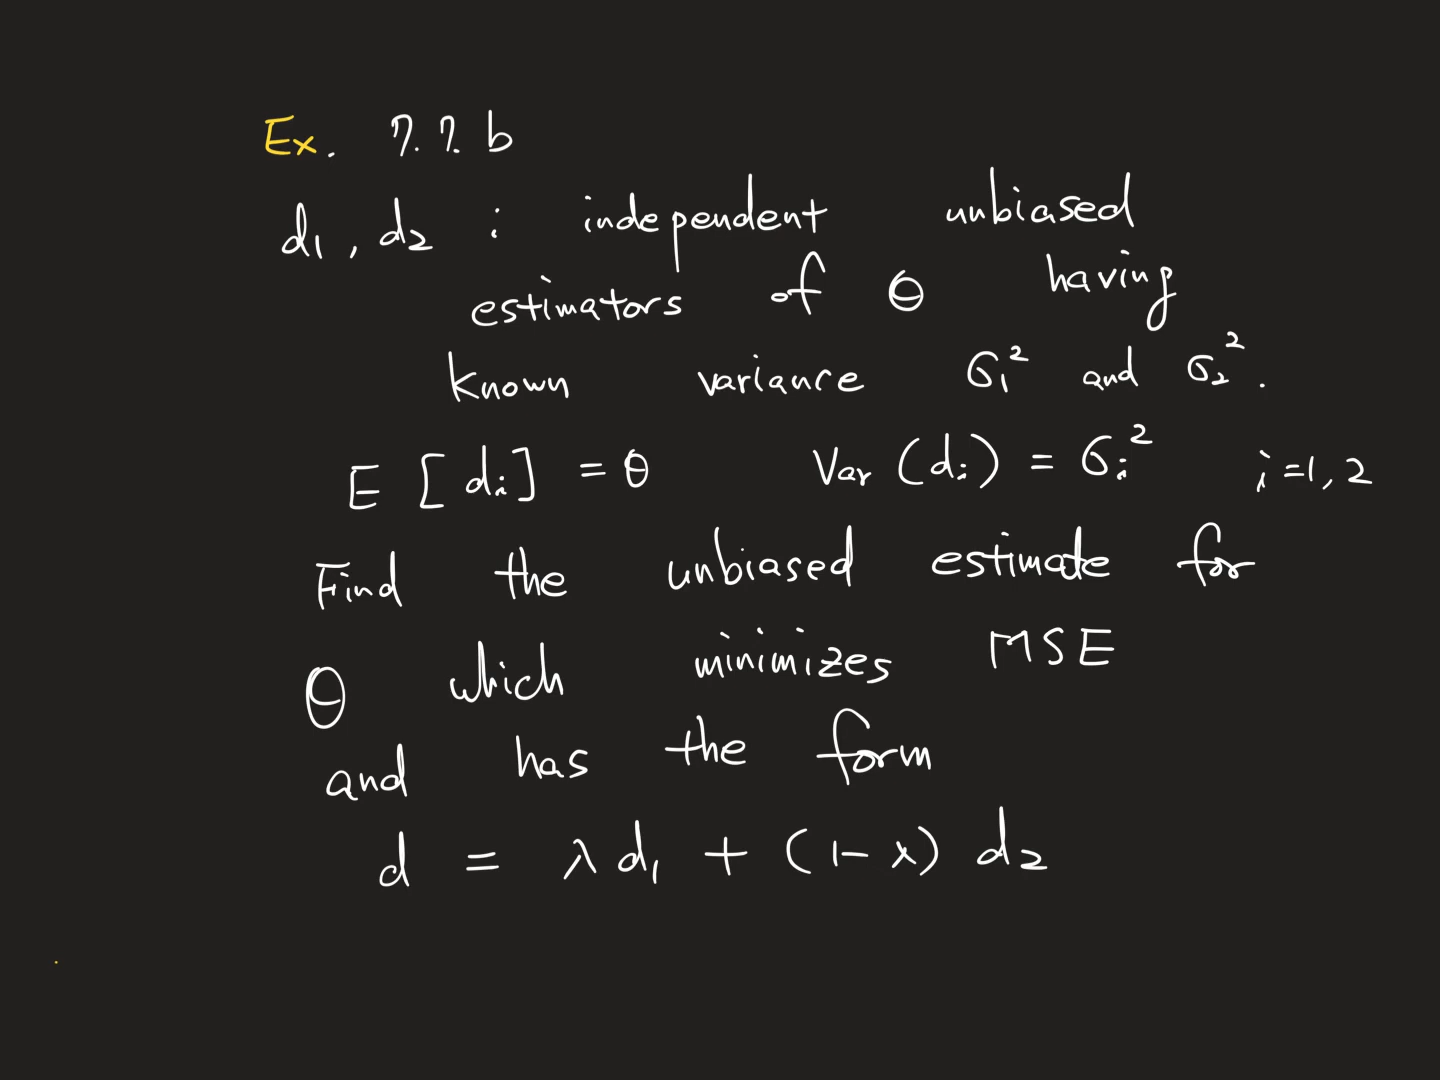 Ex. 7.7.b
d₁, d₂ : independent unbiased
estimators of θ having
known variance σ₁² and σ₂².
E[dᵢ] = θ Var(dᵢ) = σᵢ² i=1,2
Find the unbiased estimate for
θ which minimizes MSE
and has the form
d = λd₁ + (1-λ) d₂